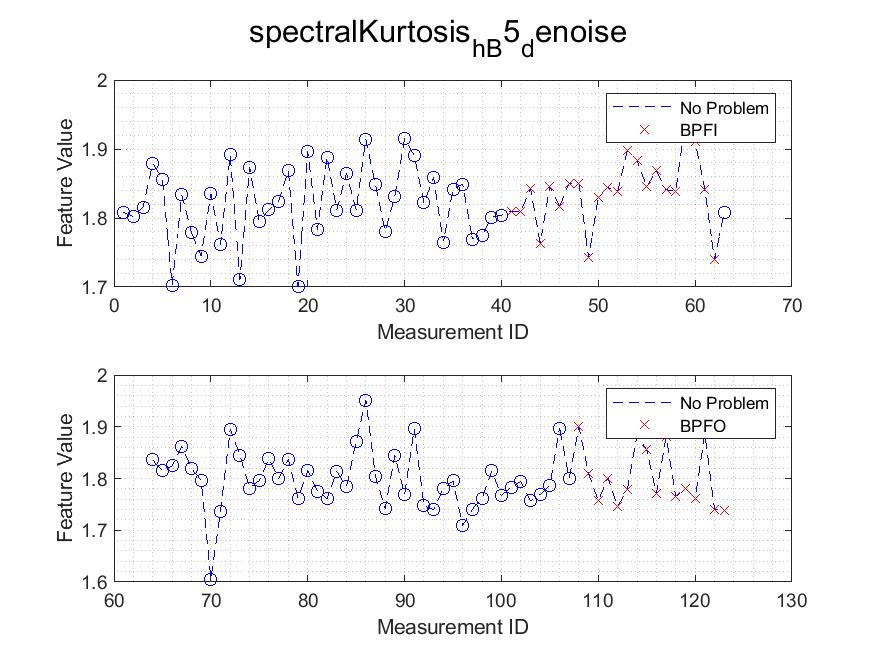 spectralKurtosis_hB5_denoise
2
1.9
1.8
1.7
Feature Value
No Problem
BPFI
0 10 20 30 40 50 60 70
Measurement ID
2
1.9
1.8
1.7
1.6
Feature Value
No Problem
BPFO
60 70 80 90 100 110 120 130
Measurement ID